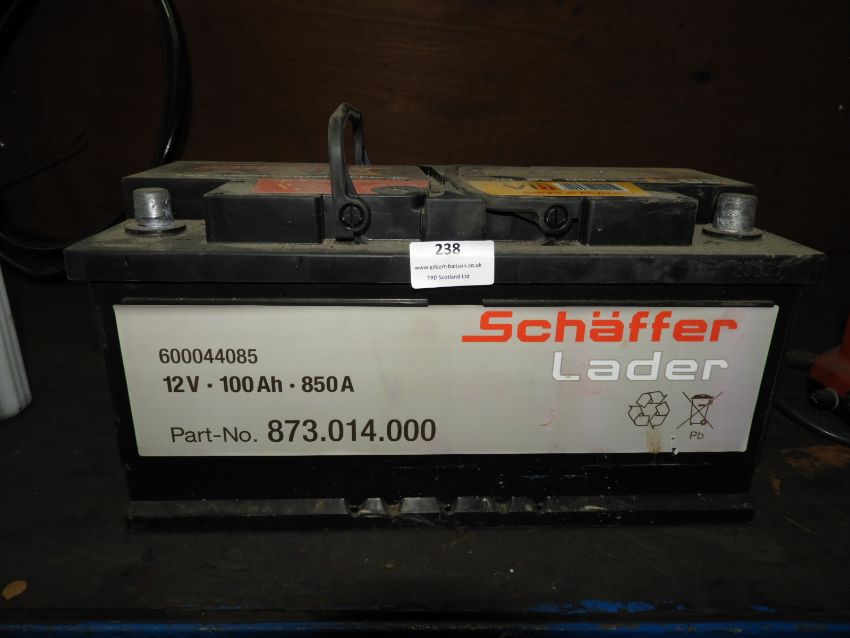 238
www.gilbert-baitson.co.uk
TRD Scotland Ltd
Schäffer
Lader
600044085
12V · 100Ah · 850A
Part-No. 873.014.000
Pb